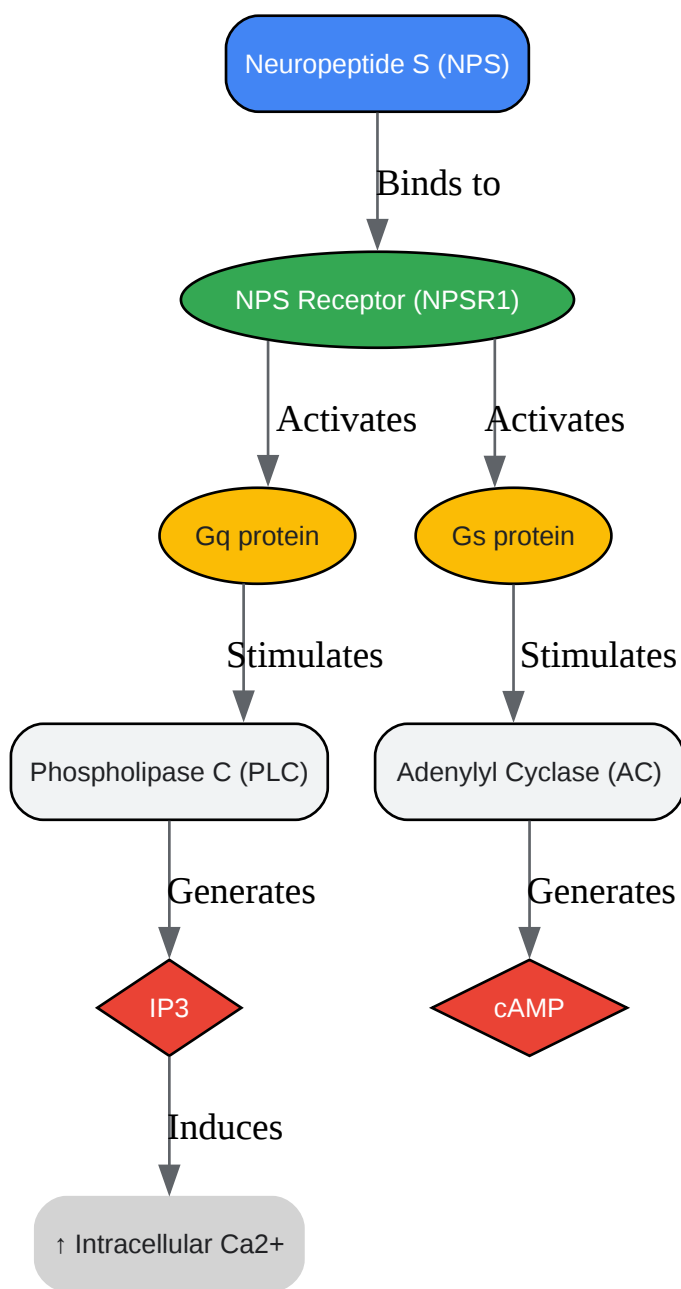 Neuropeptide S (NPS)
Binds to
NPS Receptor (NPSR1)
Activates
Activates
Gq protein
Gs protein
Stimulates
Stimulates
Phospholipase C (PLC)
Adenylyl Cyclase (AC)
Generates
Generates
IP3
cAMP
Induces
↑ Intracellular Ca2+